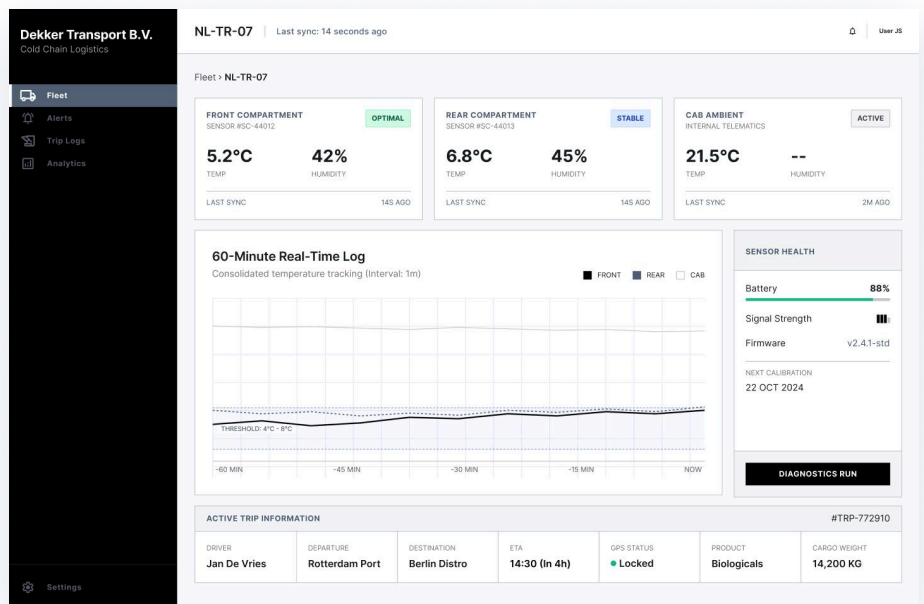 Dekker Transport B.V.
Cold Chain Logistics
Fleet
Alerts
Trip Logs
Analytics
Settings
NL-TR-07
Last sync: 14 seconds ago
User JS
Fleet › NL-TR-07
FRONT COMPARTMENT
OPTIMAL
SENSOR #SC-44012
5.2°C 42%
TEMP HUMIDITY
LAST SYNC 14S AGO
REAR COMPARTMENT
STABLE
SENSOR #SC-44013
6.8°C 45%
TEMP HUMIDITY
LAST SYNC 14S AGO
CAB AMBIENT
ACTIVE
INTERNAL TELEMATICS
21.5°C --
TEMP HUMIDITY
LAST SYNC 2M AGO
60-Minute Real-Time Log
Consolidated temperature tracking (Interval: 1m)
FRONT REAR CAB
THRESHOLD: 4°C - 8°C
-60 MIN -45 MIN -30 MIN -15 MIN NOW
SENSOR HEALTH
Battery 88%
Signal Strength
Firmware v2.4.1-std
NEXT CALIBRATION
22 OCT 2024
DIAGNOSTICS RUN
ACTIVE TRIP INFORMATION #TRP-772910
DRIVER DEPARTURE DESTINATION ETA GPS STATUS PRODUCT CARGO WEIGHT
Jan De Vries Rotterdam Port Berlin Distro 14:30 (In 4h) Locked Biologicals 14,200 KG